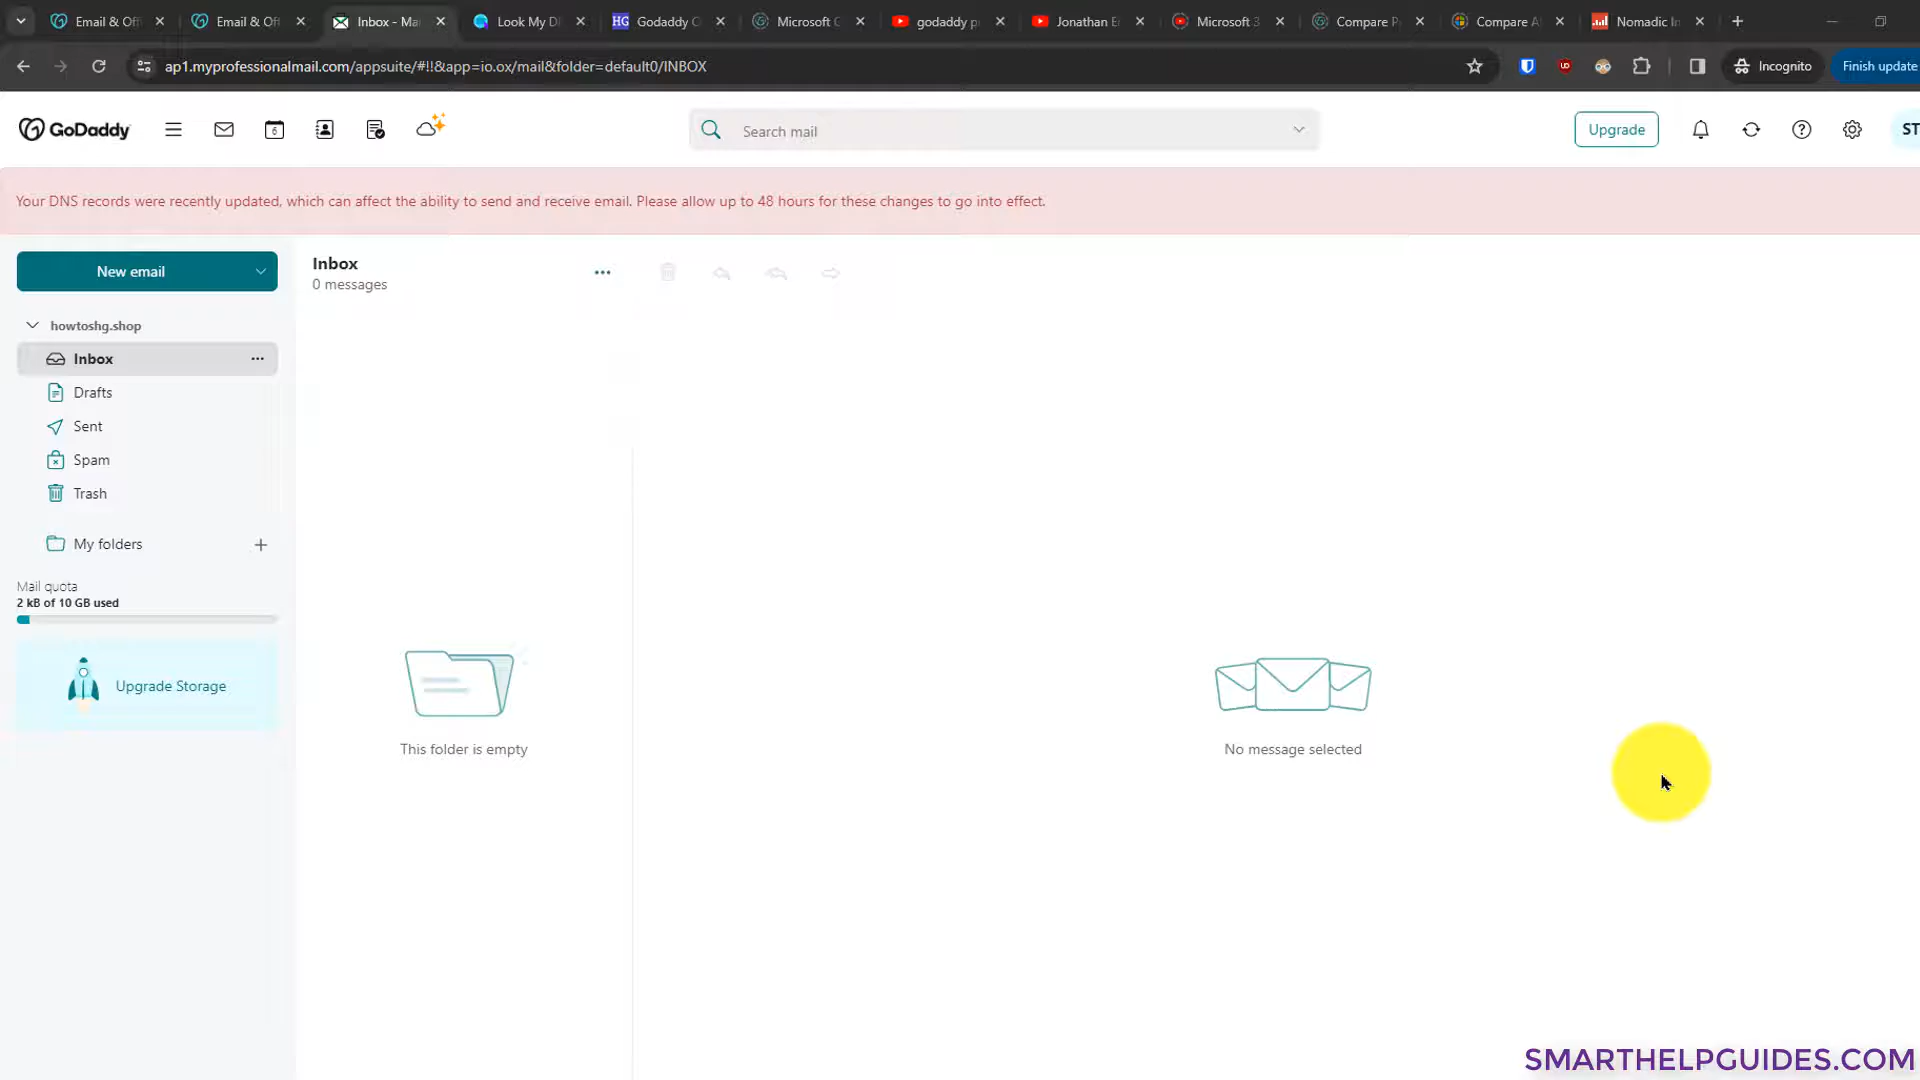 Email & Off
Email & Off
Inbox - Mai
Look My D
HG Godaddy C
Microsoft C
godaddy p
Jonathan E
Microsoft 3
Compare P
Compare A
Nomadic In
ap1.myprofessionalmail.com/appsuite/#!!&app=io.ox/mail&folder=default0/INBOX
Incognito
Finish update
GoDaddy
6
Search mail
Upgrade
ST
Your DNS records were recently updated, which can affect the ability to send and receive email. Please allow up to 48 hours for these changes to go into effect.
New email
Inbox
0 messages
howtoshg.shop
Inbox
Drafts
Sent
Spam
Trash
My folders
Mail quota
2 kB of 10 GB used
Upgrade Storage
This folder is empty
No message selected
SMARTHELPGUIDES.COM